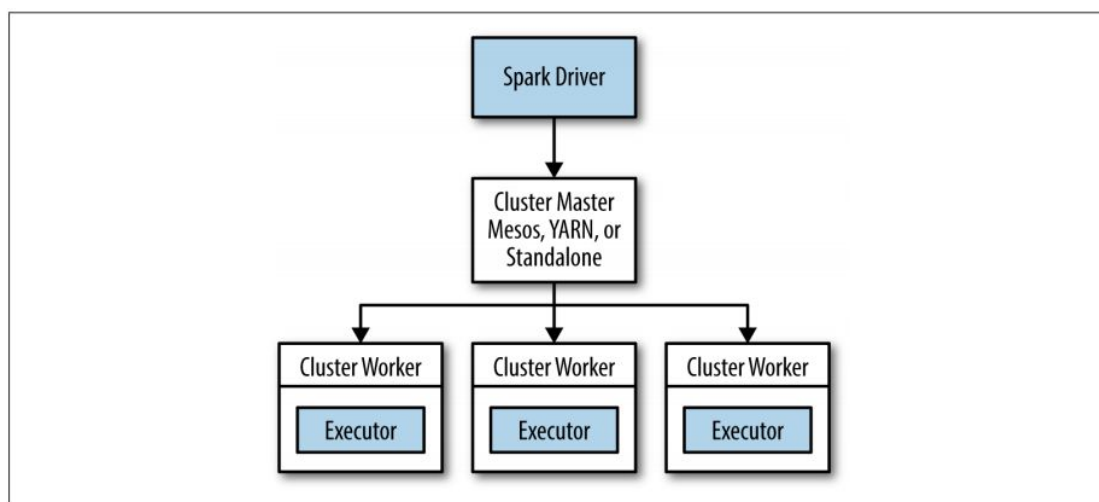 Spark Driver
Cluster Master
Mesos, YARN, or
Standalone
Cluster Worker
Cluster Worker
Cluster Worker
Executor
Executor
Executor